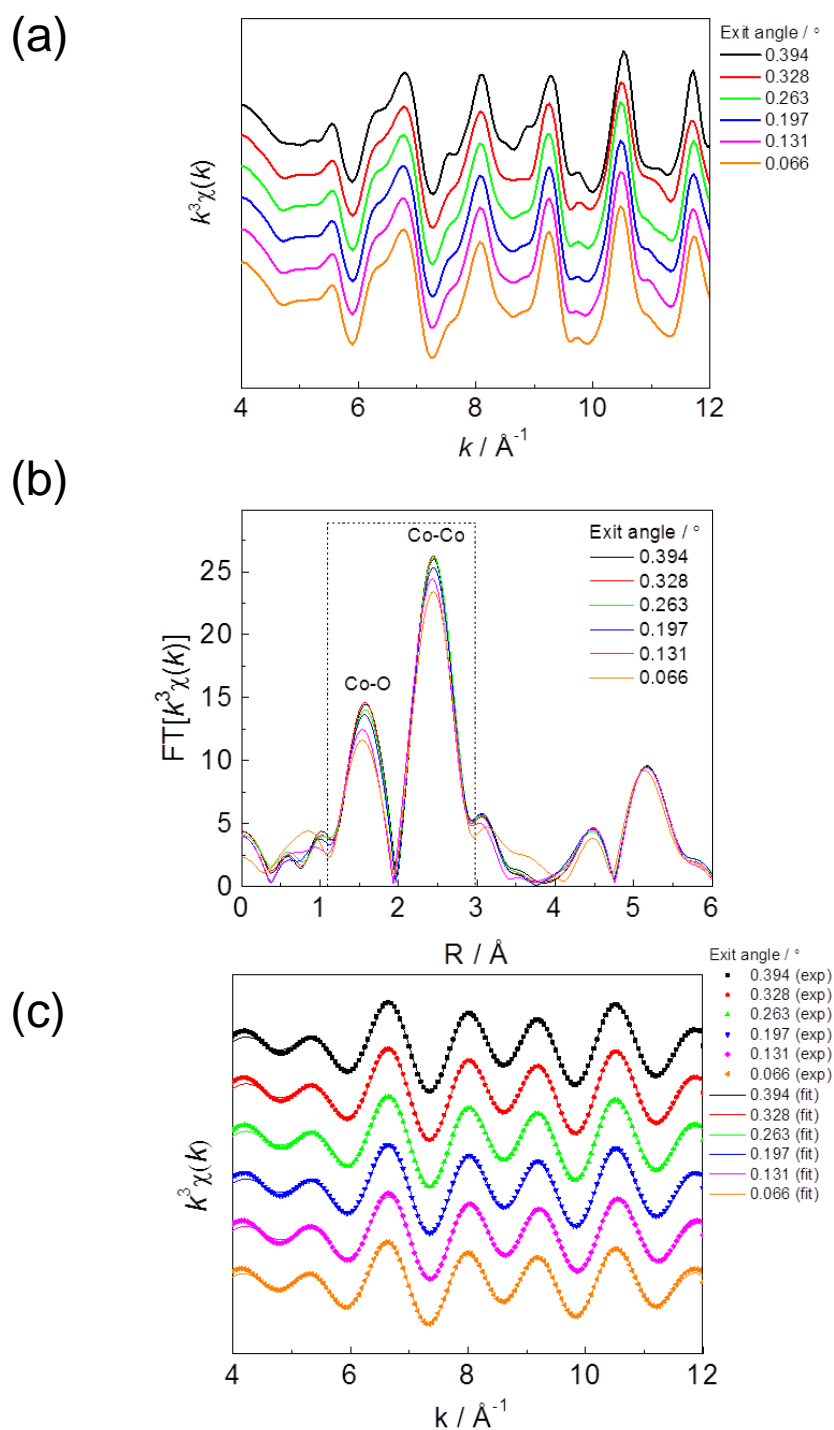 (a)
Exit angle / °
0.394
0.328
0.263
0.197
0.131
0.066
k³χ(k)
4 6 8 10 12
k / Å⁻¹
(b)
Exit angle / °
0.394
0.328
0.263
0.197
0.131
0.066
Co-Co
Co-O
FT[k³χ(k)]
25
20
15
10
5
0
0 1 2 3 4 5 6
R / Å
(c)
Exit angle / °
0.394 (exp)
0.328 (exp)
0.263 (exp)
0.197 (exp)
0.131 (exp)
0.066 (exp)
0.394 (fit)
0.328 (fit)
0.263 (fit)
0.197 (fit)
0.131 (fit)
0.066 (fit)
k³χ(k)
4 6 8 10 12
k / Å⁻¹